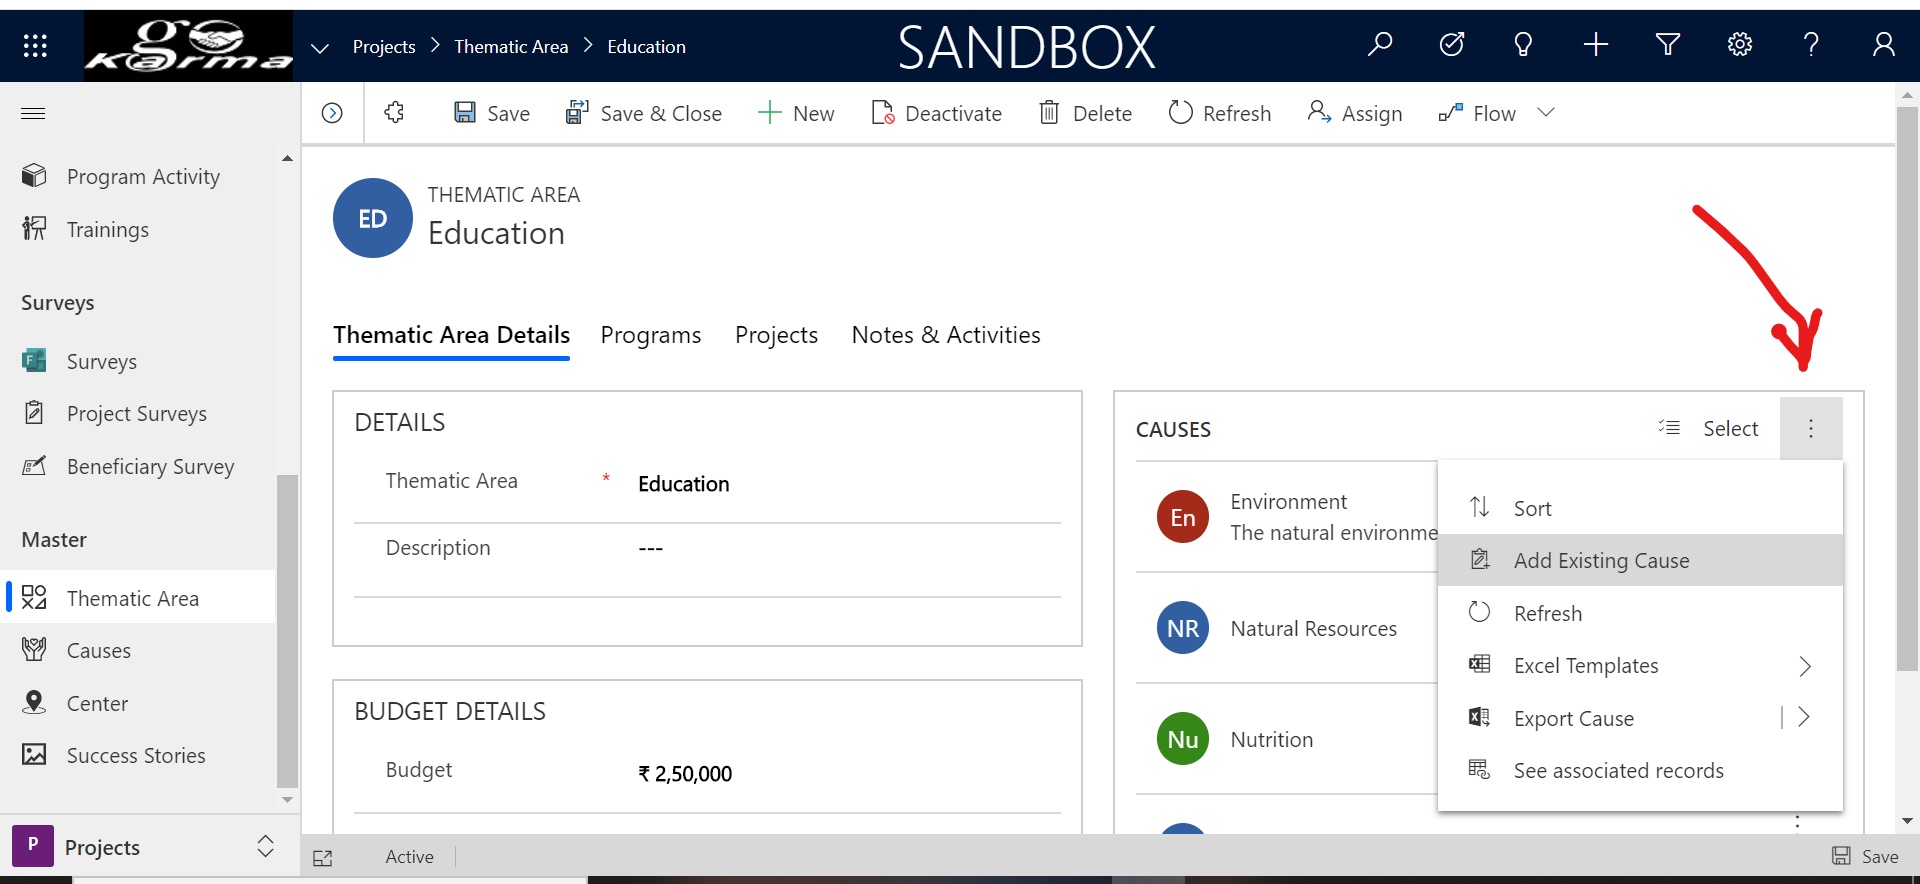 go
karma
Projects > Thematic Area > Education
SANDBOX
Save
Save & Close
New
Deactivate
Delete
Refresh
Assign
Flow
Program Activity
Trainings
Surveys
Surveys
Project Surveys
Beneficiary Survey
Master
Thematic Area
Causes
Center
Success Stories
P
Projects
ED
THEMATIC AREA
Education
Thematic Area Details
Programs
Projects
Notes & Activities
DETAILS
Thematic Area * Education
Description ---
BUDGET DETAILS
Budget ₹ 2,50,000
CAUSES
Select
En
Environment
The natural environme
NR
Natural Resources
Nu
Nutrition
Sort
Add Existing Cause
Refresh
Excel Templates
Export Cause
See associated records
Active
Save